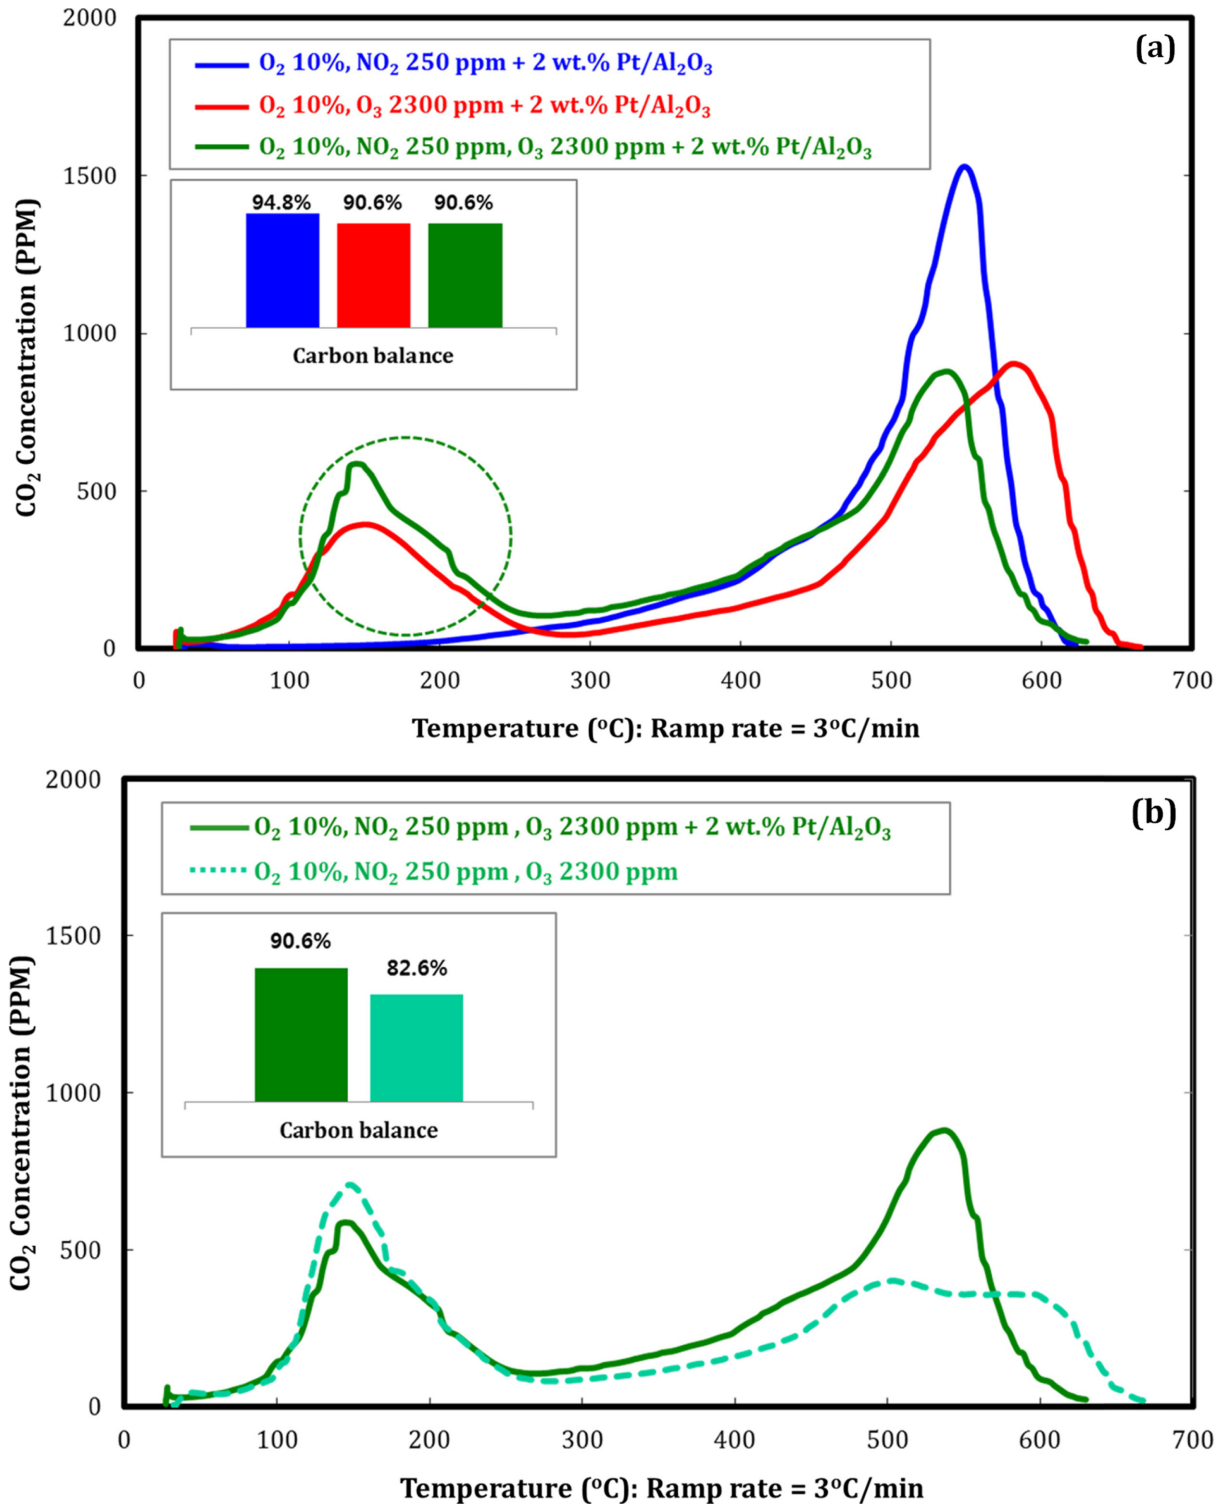 (a)
O₂ 10%, NO₂ 250 ppm + 2 wt.% Pt/Al₂O₃
O₂ 10%, O₃ 2300 ppm + 2 wt.% Pt/Al₂O₃
O₂ 10%, NO₂ 250 ppm, O₃ 2300 ppm + 2 wt.% Pt/Al₂O₃
94.8% 90.6% 90.6%
Carbon balance
CO₂ Concentration (PPM)
2000
1500
1000
500
0
0 100 200 300 400 500 600 700
Temperature (ᵒC): Ramp rate = 3ᵒC/min
(b)
O₂ 10%, NO₂ 250 ppm , O₃ 2300 ppm + 2 wt.% Pt/Al₂O₃
O₂ 10%, NO₂ 250 ppm , O₃ 2300 ppm
90.6%
82.6%
Carbon balance
CO₂ Concentration (PPM)
2000
1500
1000
500
0
0 100 200 300 400 500 600 700
Temperature (ᵒC): Ramp rate = 3ᵒC/min